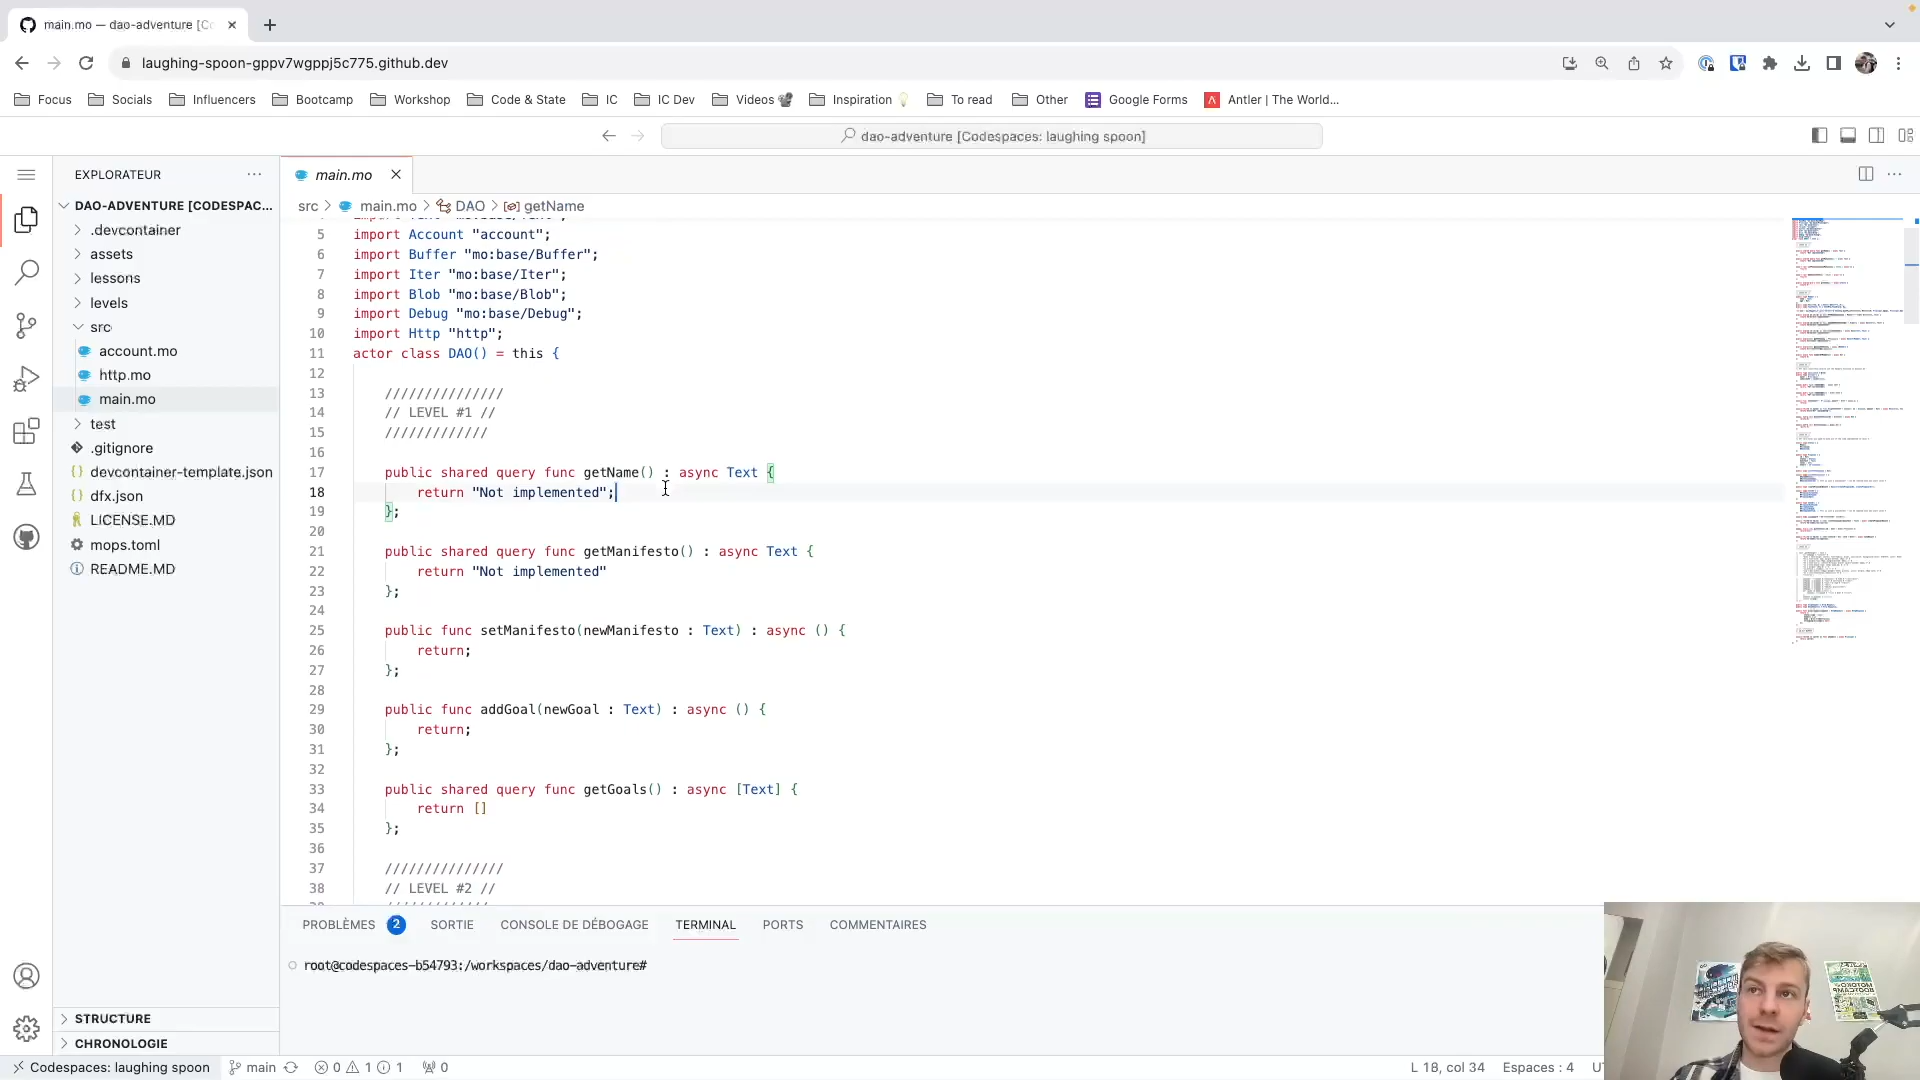 main.mo — dao-adventure [Co
laughing-spoon-gppv7wgppj5c775.github.dev
Focus Socials Influencers Bootcamp Workshop Code & State IC IC Dev Videos Inspiration To read Other Google Forms Antler | The World...
dao-adventure [Codespaces: laughing spoon]
EXPLORATEUR
DAO-ADVENTURE [CODESPAC...
.devcontainer
assets
lessons
levels
src
account.mo
http.mo
main.mo
test
.gitignore
devcontainer-template.json
dfx.json
LICENSE.MD
mops.toml
README.MD
STRUCTURE
CHRONOLOGIE
main.mo
src > main.mo > DAO > getName
5 import Account "account";
6 import Buffer "mo:base/Buffer";
7 import Iter "mo:base/Iter";
8 import Blob "mo:base/Blob";
9 import Debug "mo:base/Debug";
10 import Http "http";
11 actor class DAO() = this {
12
13 ///////////////
14 // LEVEL #1 //
15 /////////////
16
17 public shared query func getName() : async Text {
18 return "Not implemented";
19 };
20
21 public shared query func getManifesto() : async Text {
22 return "Not implemented"
23 };
24
25 public func setManifesto(newManifesto : Text) : async () {
26 return;
27 };
28
29 public func addGoal(newGoal : Text) : async () {
30 return;
31 };
32
33 public shared query func getGoals() : async [Text] {
34 return []
35 };
36
37 ///////////////
38 // LEVEL #2 //
PROBLÈMES 2 SORTIE CONSOLE DE DÉBOGAGE TERMINAL PORTS COMMENTAIRES
root@codespaces-b54793:/workspaces/dao-adventure#
Codespaces: laughing spoon main 0 1 1 0 L 18, col 34 Espaces : 4